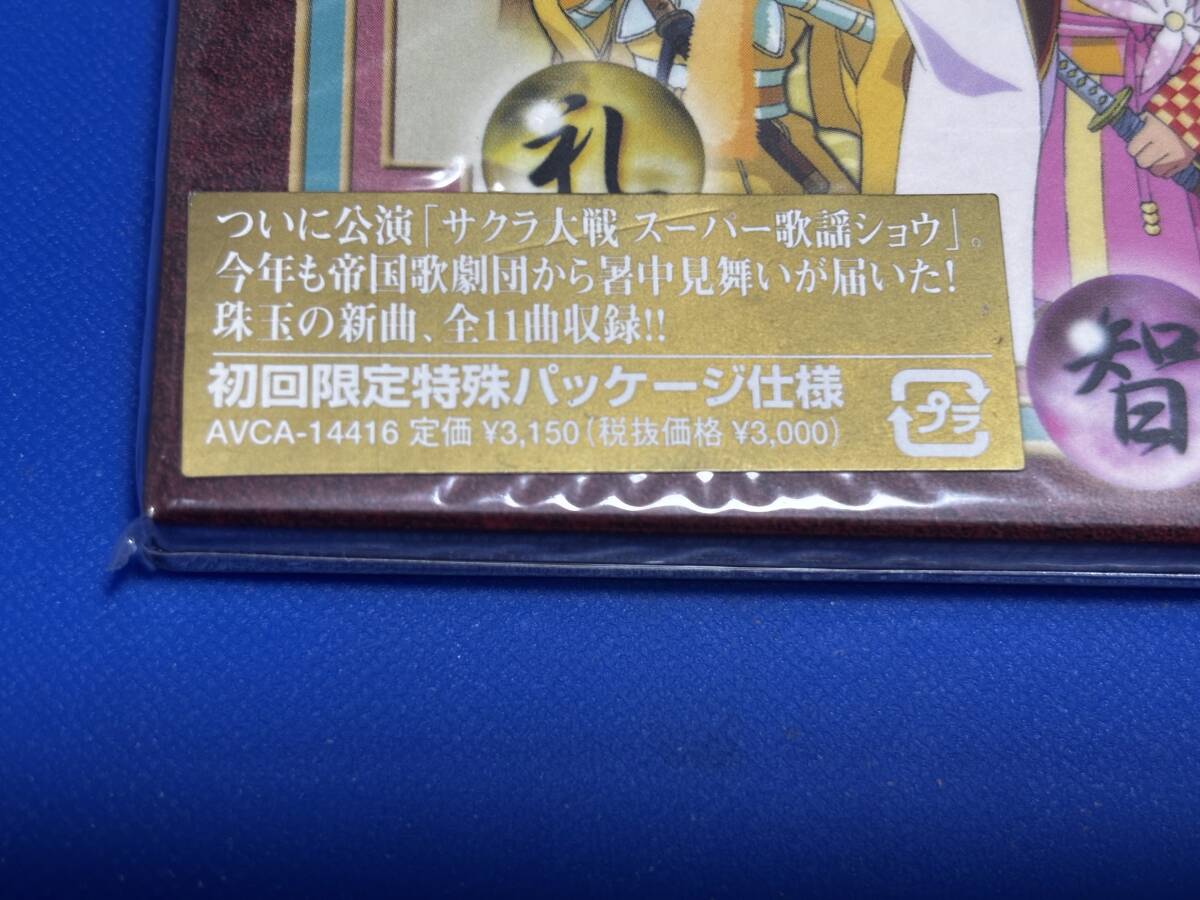 礼
ついに公演「サクラ大戦 スーパー歌謡ショウ」。
今年も帝国歌劇団から暑中見舞いが届いた!
珠玉の新曲、全11曲収録!!
初回限定特殊パッケージ仕様
AVCA-14416 定価 ¥3,150(税抜価格 ¥3,000)
プラ
智